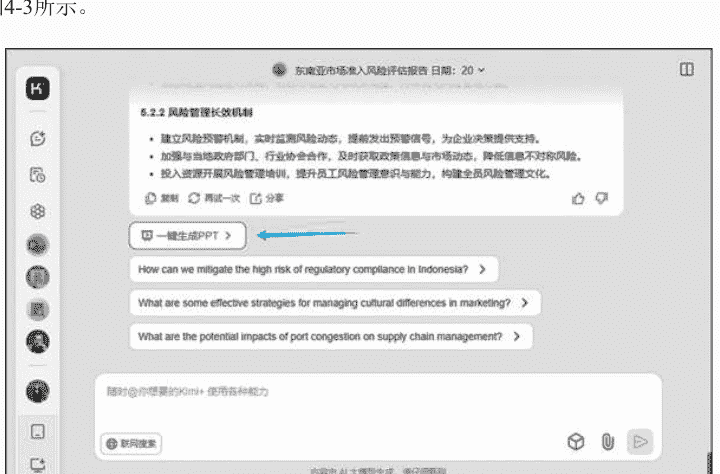 4-3所示。
东南亚市场准入风险评估报告 日期：20
5.2.2 风险管理长效机制
• 建立风险预警机制，实时监测风险动态，提前发出预警信号，为企业决策提供支持。
• 加强与当地政府部门、行业协会合作，及时获取政策信息与市场动态，降低信息不对称风险。
• 投入资源开展风险管理培训，提升员工风险管理意识与能力，构建全员风险管理文化。
复制 再试一次 分享
一键生成PPT
How can we mitigate the high risk of regulatory compliance in Indonesia?
What are some effective strategies for managing cultural differences in marketing?
What are the potential impacts of port congestion on supply chain management?
随时@你想要的Kimi+ 使用各种能力
联网搜索